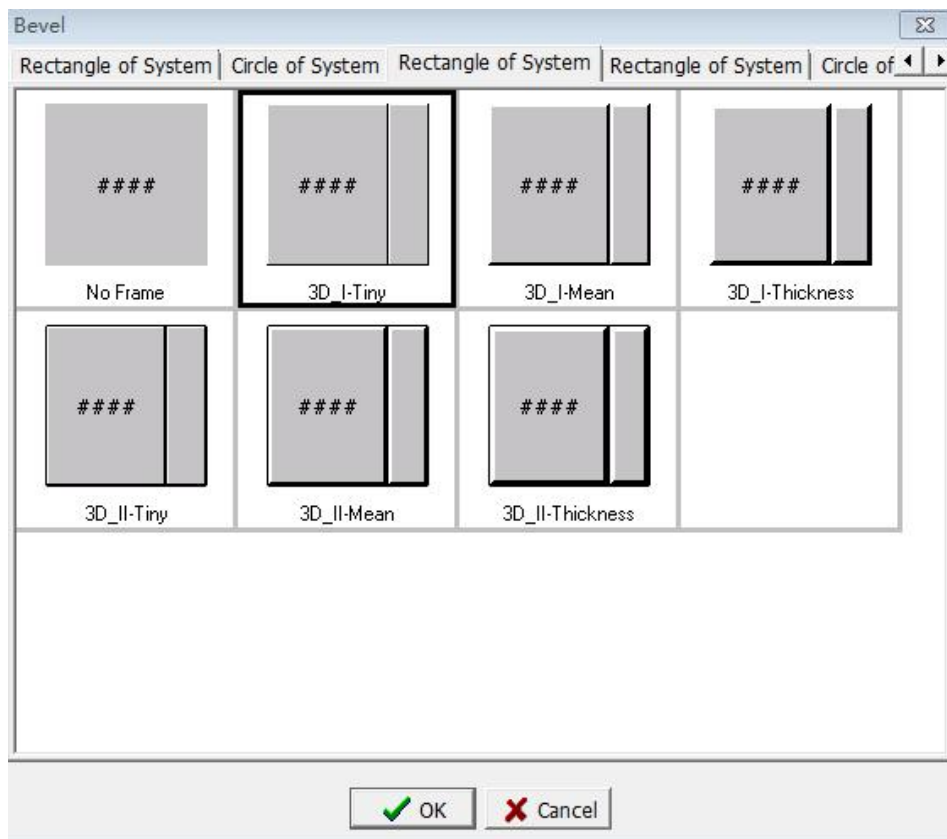 Bevel
Rectangle of System Circle of System Rectangle of System Rectangle of System Circle of
#### #### #### ####
No Frame 3D_I-Tiny 3D_I-Mean 3D_I-Thickness
#### #### ####
3D_II-Tiny 3D_II-Mean 3D_II-Thickness
OK Cancel